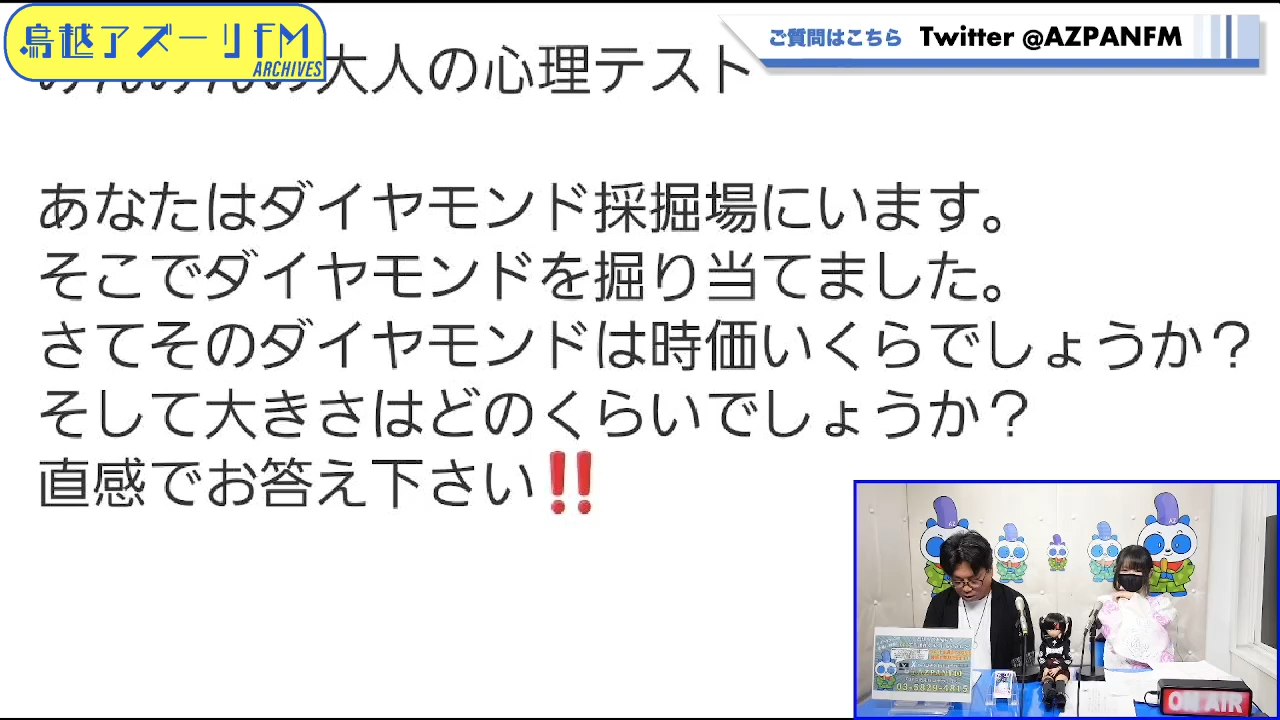 鳥越アズーリFM
ARCHIVES
ご質問はこちら Twitter @AZPANFM
大人の心理テスト
あなたはダイヤモンド採掘場にいます。
そこでダイヤモンドを掘り当てました。
さてそのダイヤモンドは時価いくらでしょうか？
そして大きさはどのくらいでしょうか？
直感でお答え下さい‼
AZPANFM
03-5829-4815
ON AIR